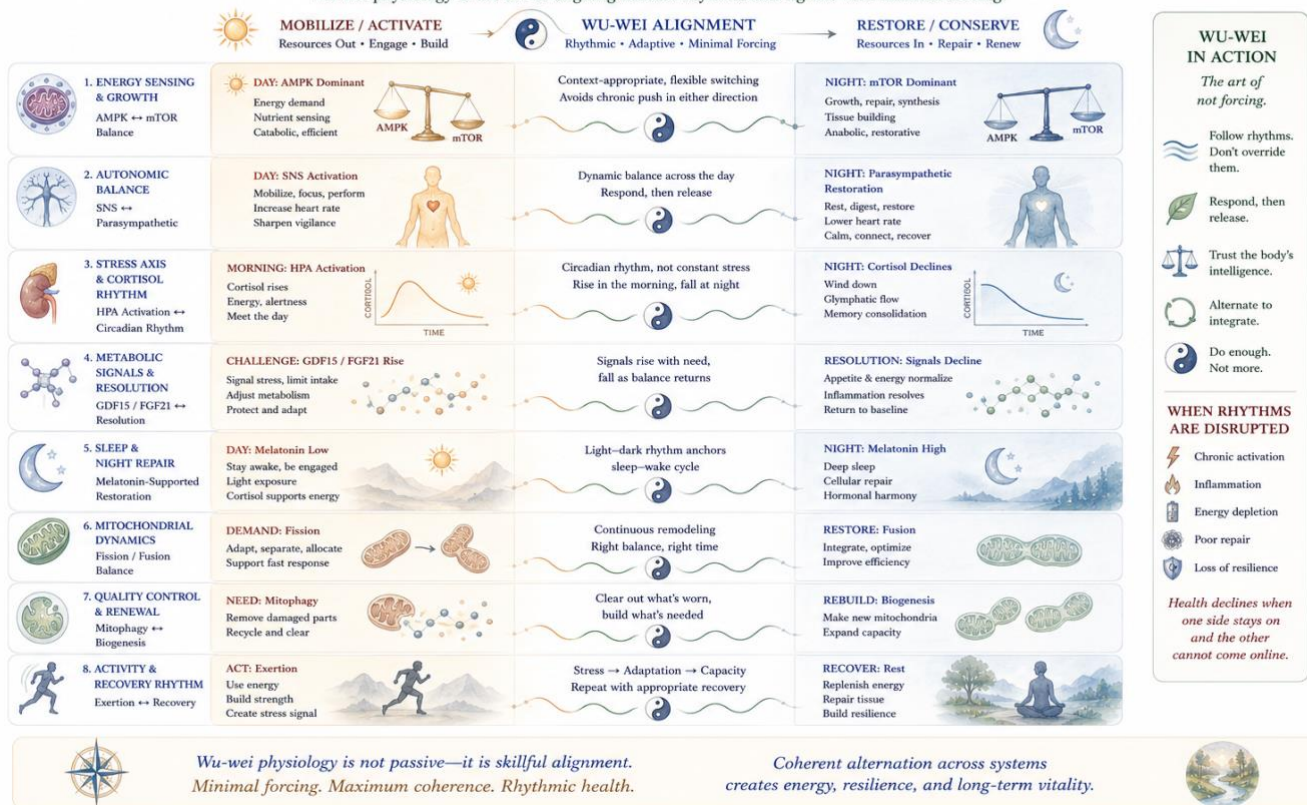 MOBILIZE / ACTIVATE
Resources Out • Engage • Build
WU-WEI ALIGNMENT
Rhythmic • Adaptive • Minimal Forcing
RESTORE / CONSERVE
Resources In • Repair • Renew
1. ENERGY SENSING
& GROWTH
AMPK ↔ mTOR
Balance
DAY: AMPK Dominant
Energy demand
Nutrient sensing
Catabolic, efficient
AMPK
mTOR
Context-appropriate, flexible switching
Avoids chronic push in either direction
NIGHT: mTOR Dominant
Growth, repair, synthesis
Tissue building
Anabolic, restorative
AMPK
mTOR
2. AUTONOMIC
BALANCE
SNS ↔
Parasympathetic
DAY: SNS Activation
Mobilize, focus, perform
Increase heart rate
Sharpen vigilance
Dynamic balance across the day
Respond, then release
NIGHT: Parasympathetic
Restoration
Rest, digest, restore
Lower heart rate
Calm, connect, recover
3. STRESS AXIS
& CORTISOL
RHYTHM
HPA Activation ↔
Circadian Rhythm
MORNING: HPA Activation
Cortisol rises
Energy, alertness
Meet the day
CORTISOL
TIME
Circadian rhythm, not constant stress
Rise in the morning, fall at night
NIGHT: Cortisol Declines
Wind down
Glymphatic flow
Memory consolidation
CORTISOL
TIME
4. METABOLIC
SIGNALS &
RESOLUTION
GDF15 / FGF21 ↔
Resolution
CHALLENGE: GDF15 / FGF21 Rise
Signal stress, limit intake
Adjust metabolism
Protect and adapt
Signals rise with need,
fall as balance returns
RESOLUTION: Signals Decline
Appetite & energy normalize
Inflammation resolves
Return to baseline
5. SLEEP &
NIGHT REPAIR
Melatonin-Supported
Restoration
DAY: Melatonin Low
Stay awake, be engaged
Light exposure
Cortisol supports energy
Light–dark rhythm anchors
sleep–wake cycle
NIGHT: Melatonin High
Deep sleep
Cellular repair
Hormonal harmony
6. MITOCHONDRIAL
DYNAMICS
Fission / Fusion
Balance
DEMAND: Fission
Adapt, separate, allocate
Support fast response
Continuous remodeling
Right balance, right time
RESTORE: Fusion
Integrate, optimize
Improve efficiency
7. QUALITY CONTROL
& RENEWAL
Mitophagy ↔
Biogenesis
NEED: Mitophagy
Remove damaged parts
Recycle and clear
Clear out what's worn,
build what's needed
REBUILD: Biogenesis
Make new mitochondria
Expand capacity
8. ACTIVITY &
RECOVERY RHYTHM
Exertion ↔ Recovery
ACT: Exertion
Use energy
Build strength
Create stress signal
Stress → Adaptation → Capacity
Repeat with appropriate recovery
RECOVER: Rest
Replenish energy
Repair tissue
Build resilience
WU-WEI
IN ACTION
The art of
not forcing.
Follow rhythms.
Don't override
them.
Respond, then
release.
Trust the body's
intelligence.
Alternate to
integrate.
Do enough.
Not more.
WHEN RHYTHMS
ARE DISRUPTED
Chronic activation
Inflammation
Energy depletion
Poor repair
Loss of resilience
Health declines when
one side stays on
and the other
cannot come online.
Wu-wei physiology is not passive—it is skillful alignment.
Minimal forcing. Maximum coherence. Rhythmic health.
Coherent alternation across systems
creates energy, resilience, and long-term vitality.